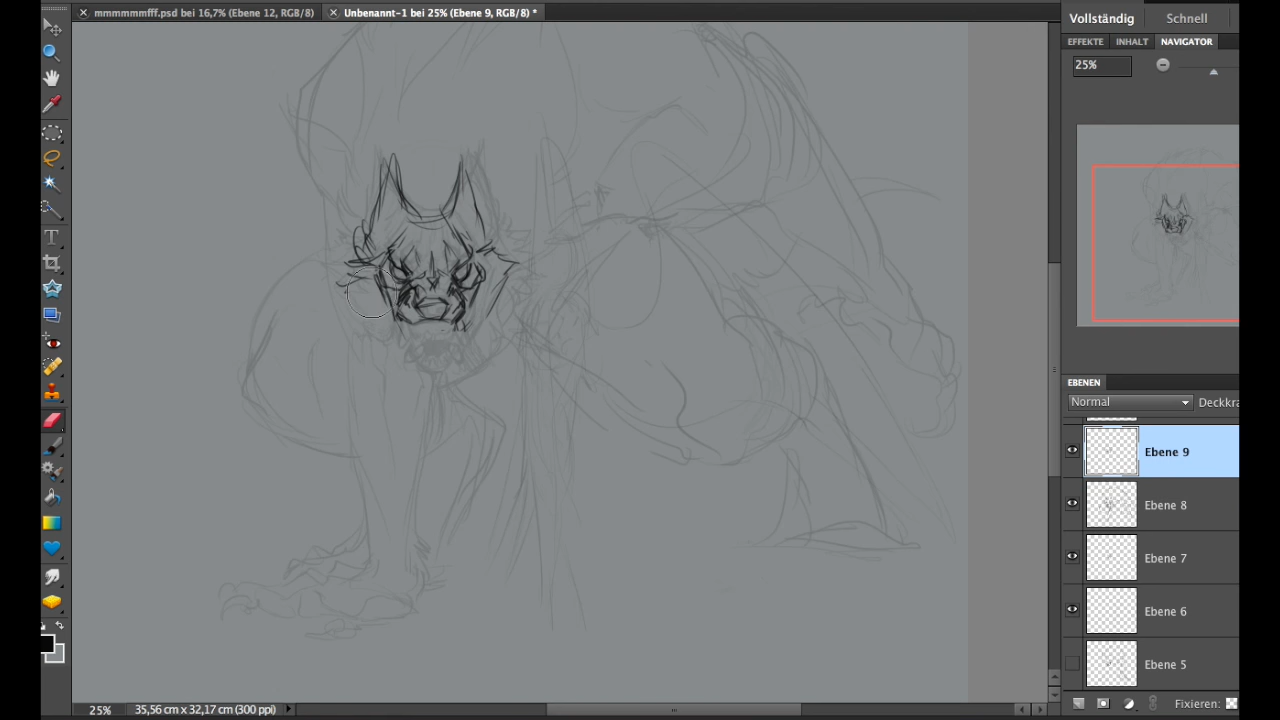 mmmmmmfff.psd bei 16,7% (Ebene 12, RGB/8)
Unbenannt-1 bei 25% (Ebene 9, RGB/8) *
Vollständig
Schnell
EFFEKTE
INHALT
NAVIGATOR
25%
EBENEN
Normal
Deckkra
Ebene 9
Ebene 8
Ebene 7
Ebene 6
Ebene 5
Fixieren:
25%
35,56 cm x 32,17 cm (300 ppi)